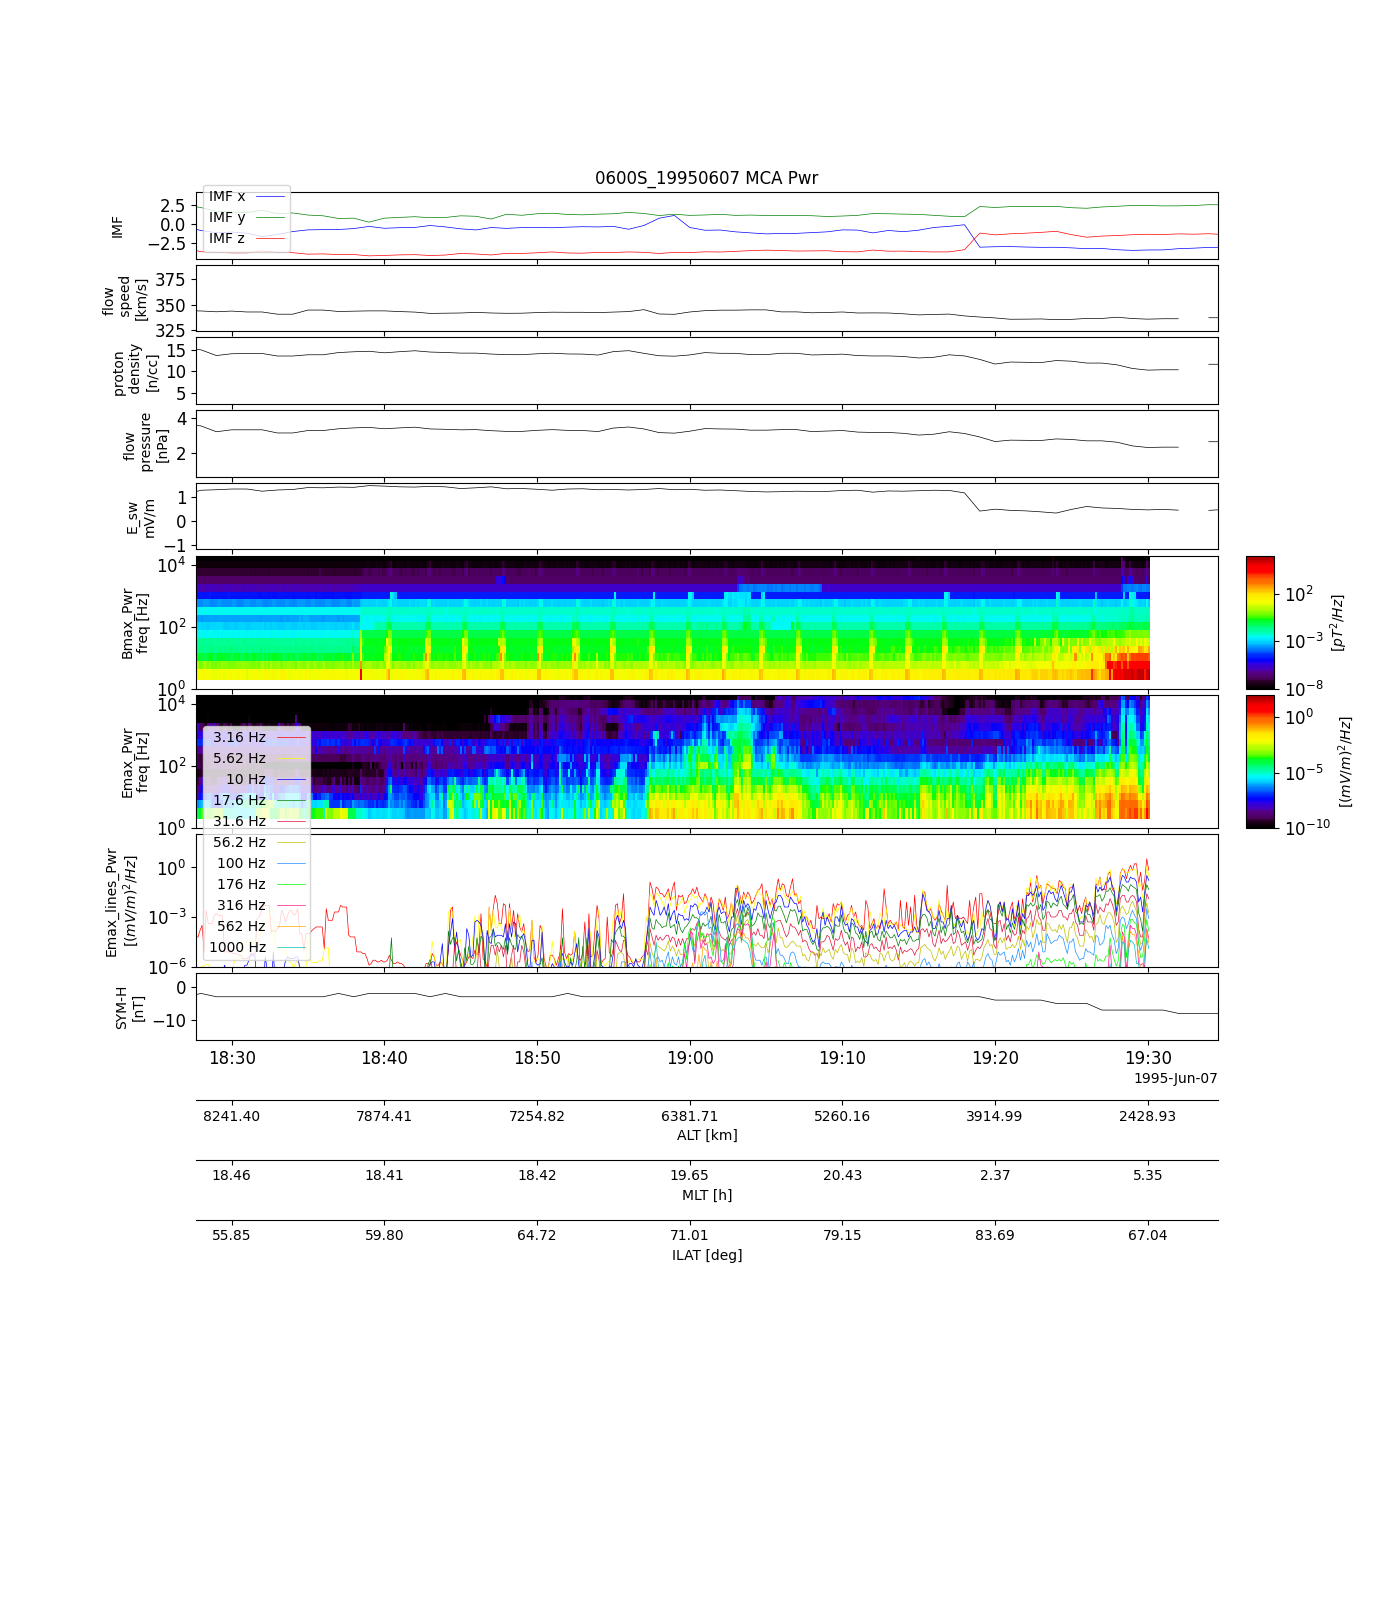 0600S_19950607 MCA Pwr
IMF
2.5
0.0
−2.5
IMF x
IMF y
IMF z
flow
speed
[km/s]
375
350
325
proton
density
[n/cc]
15
10
5
flow
pressure
[nPa]
4
2
E_sw
mV/m
1
0
−1
Bmax_Pwr
freq [Hz]
10^4
10^2
10^0
10^2
10^−3
10^−8
[pT^2/Hz]
Emax_Pwr
freq [Hz]
10^4
10^2
10^0
10^0
10^−5
10^−10
[(mV/m)^2/Hz]
3.16 Hz
5.62 Hz
10 Hz
17.6 Hz
31.6 Hz
56.2 Hz
100 Hz
176 Hz
316 Hz
562 Hz
1000 Hz
Emax_lines_Pwr
[(mV/m)^2/Hz]
10^0
10^−3
10^−6
SYM-H
[nT]
0
−10
18:30 18:40 18:50 19:00 19:10 19:20 19:30
1995-Jun-07
8241.40 7874.41 7254.82 6381.71 5260.16 3914.99 2428.93
ALT [km]
18.46 18.41 18.42 19.65 20.43 2.37 5.35
MLT [h]
55.85 59.80 64.72 71.01 79.15 83.69 67.04
ILAT [deg]